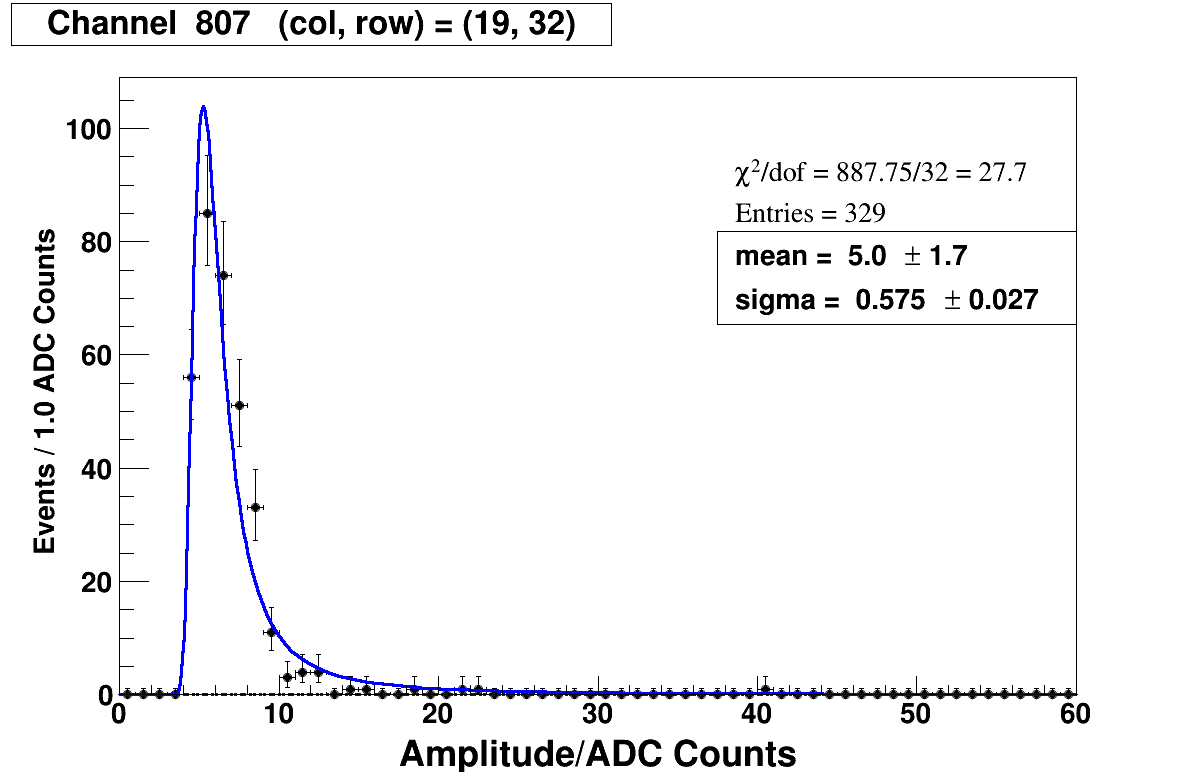 Channel 807 (col, row) = (19, 32)
χ²/dof = 887.75/32 = 27.7
Entries = 329
mean = 5.0 ± 1.7
sigma = 0.575 ± 0.027
Events / 1.0 ADC Counts
100
80
60
40
20
0
0 10 20 30 40 50 60
Amplitude/ADC Counts